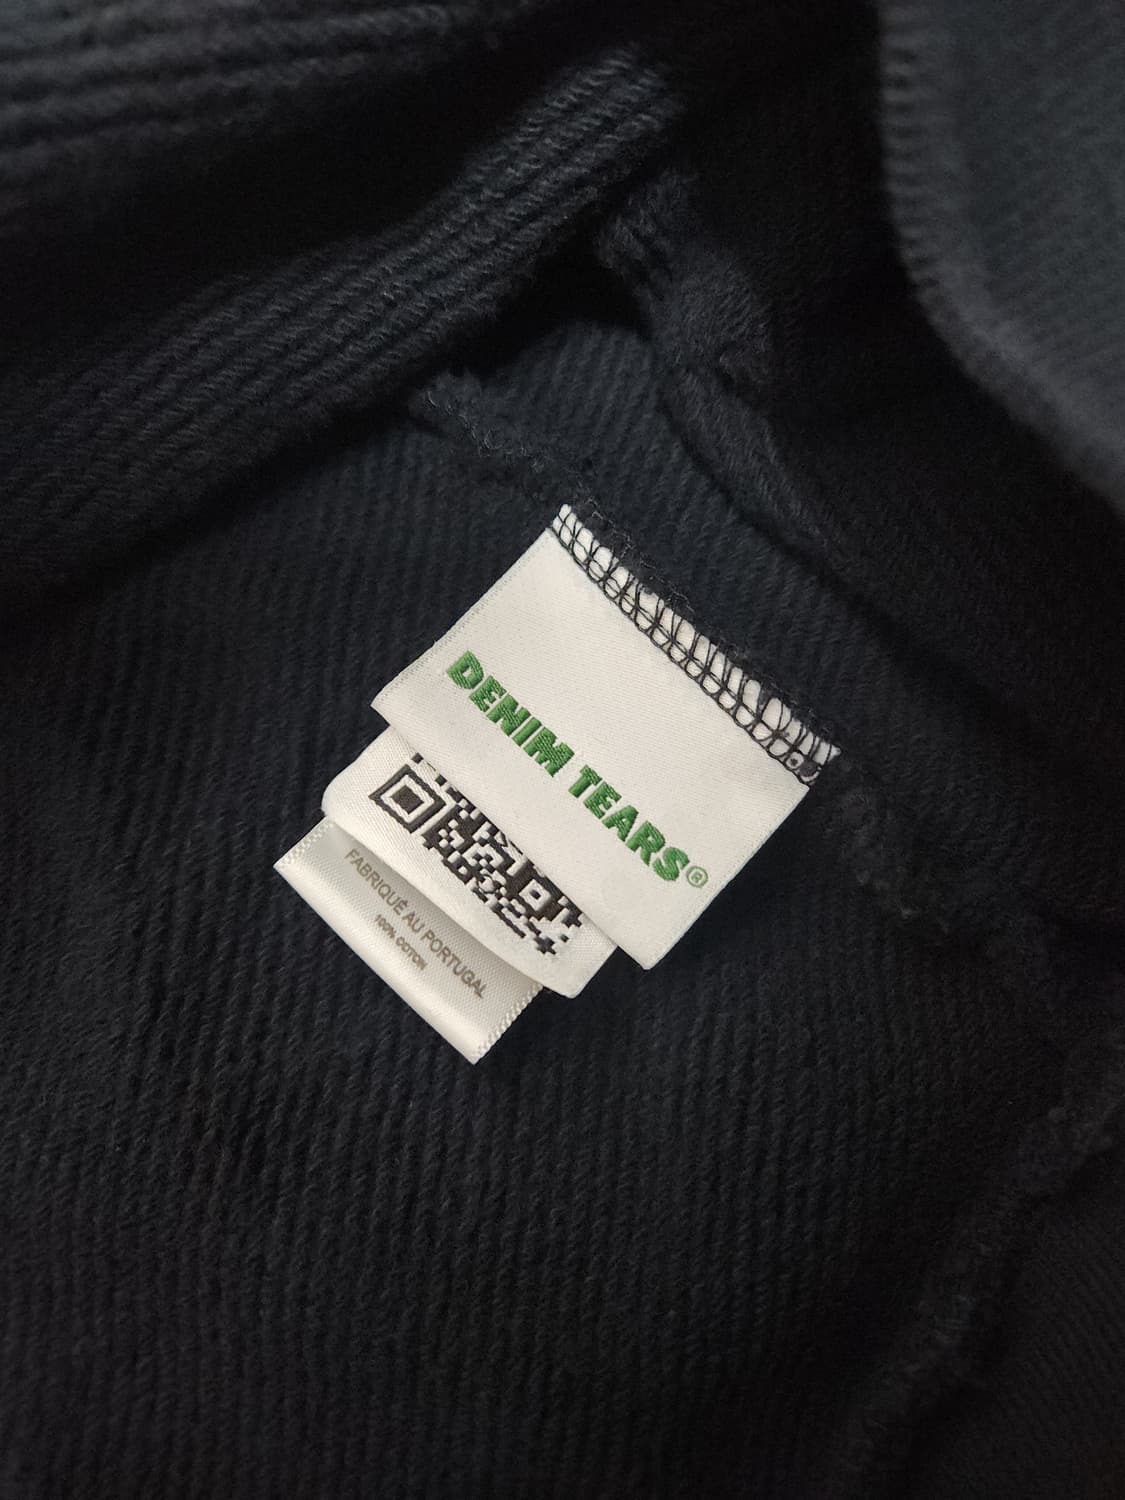 DENIM TEARS®
FABRIQUÉ AU PORTUGAL
100% COTON